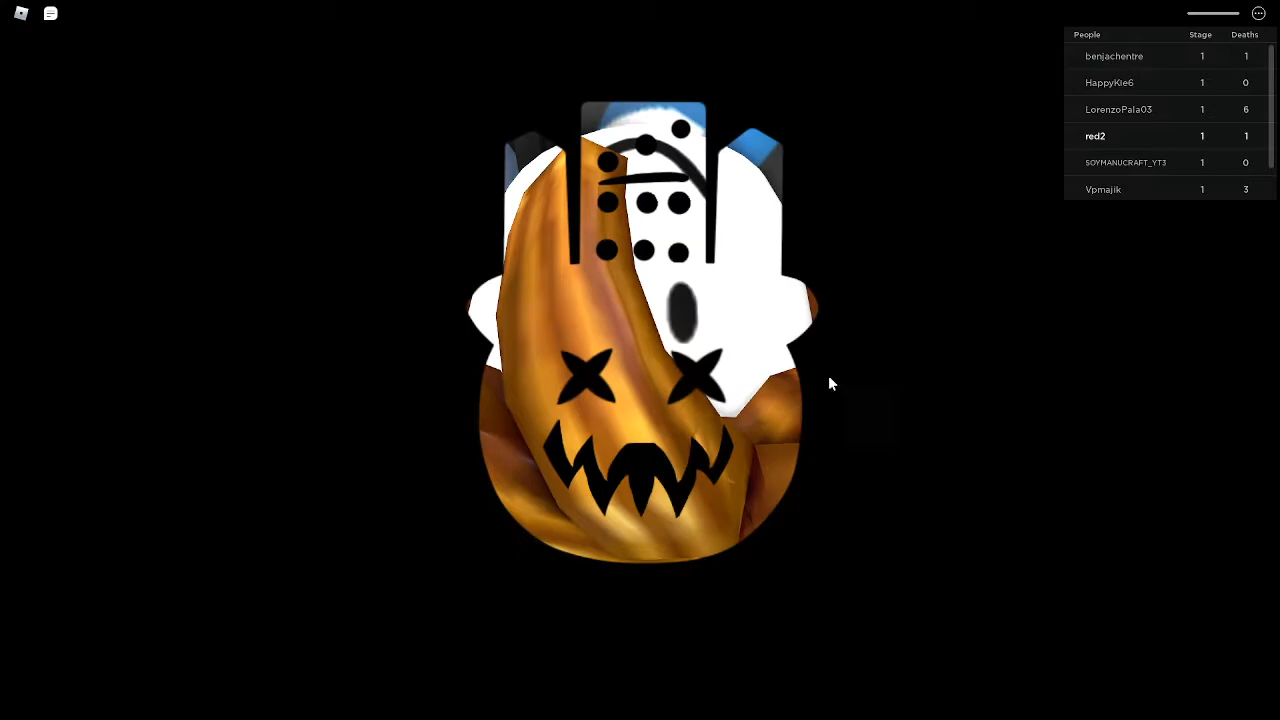 People Stage Deaths
benjachentre 1 1
HappyKIe6 1 0
LorenzoPala03 1 6
red2 1 1
SOYMANUCRAFT_YT3 1 0
Vpmajik 1 3